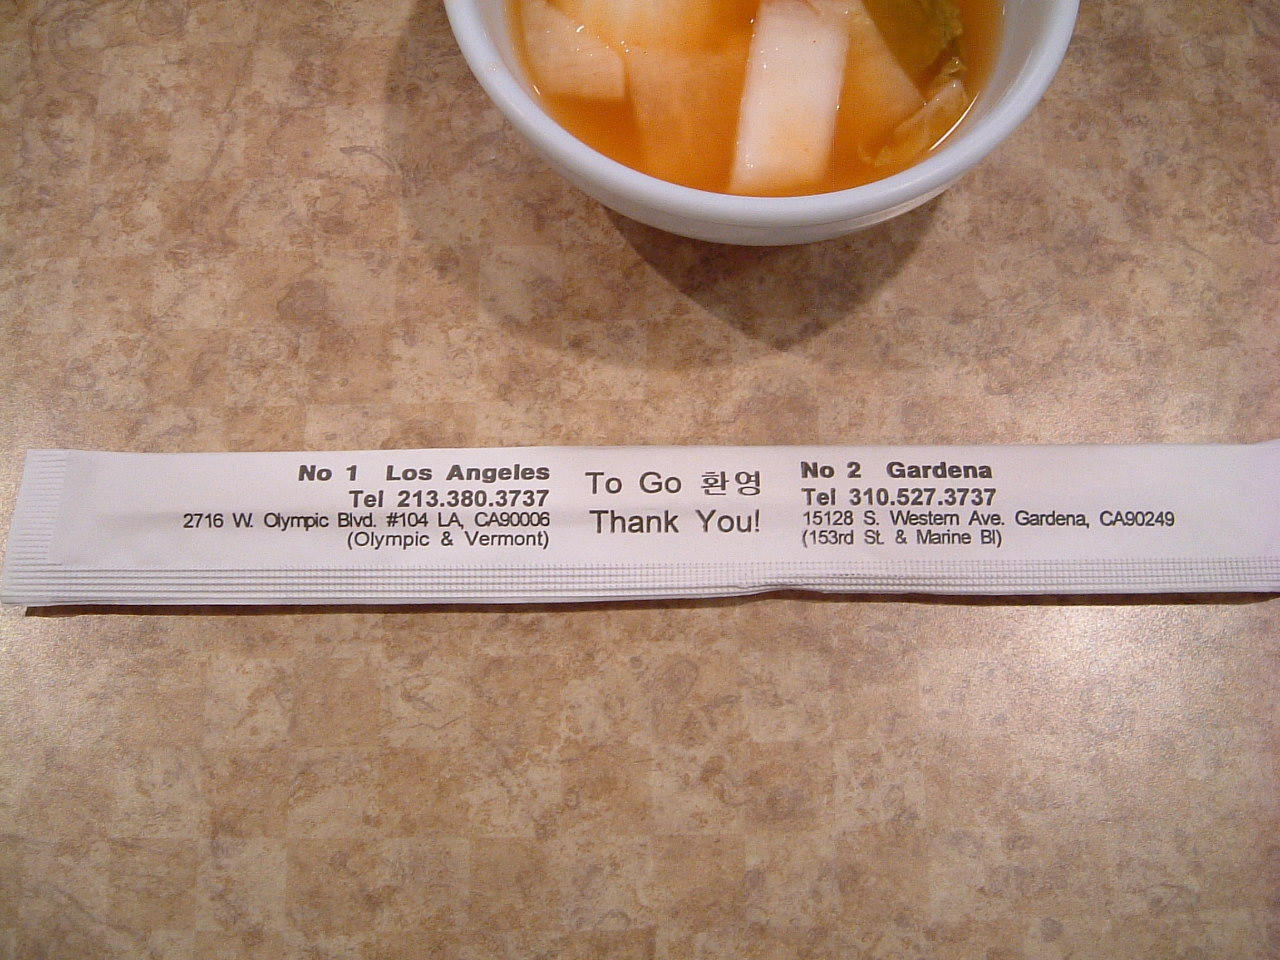 No 1 Los Angeles
Tel 213.380.3737
2716 W. Olympic Blvd. #104 LA, CA90006
(Olympic & Vermont)
To Go 환영
Thank You!
No 2 Gardena
Tel 310.527.3737
15128 S. Western Ave. Gardena, CA90249
(153rd St. & Marine Bl)